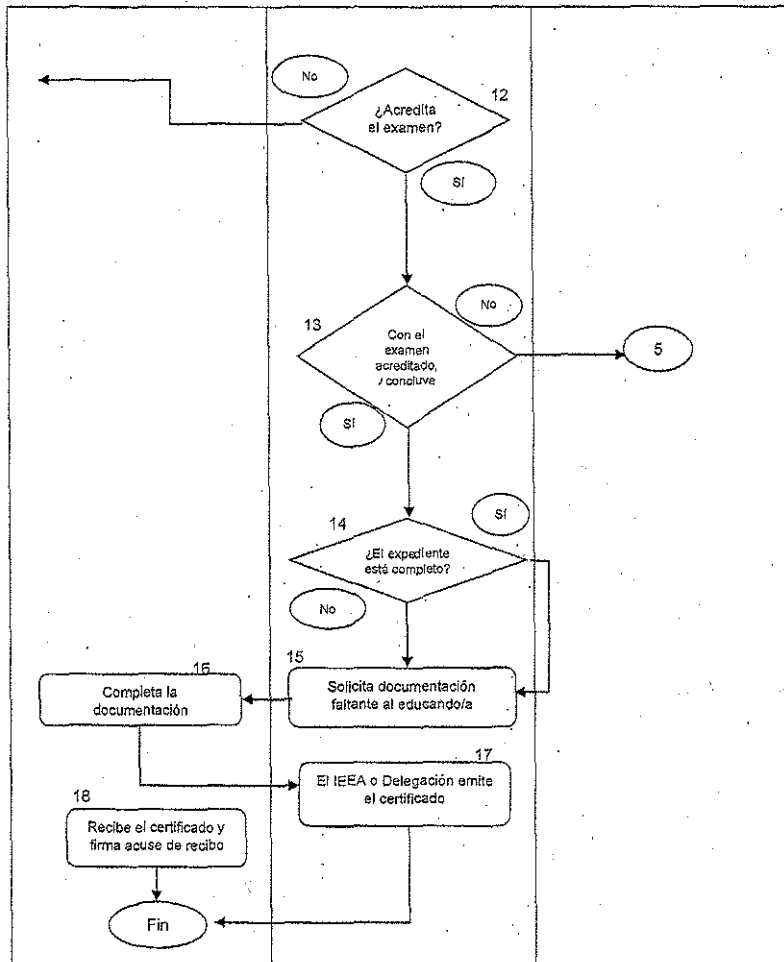 No
12
¿Acredita
el examen?
Sí
No
13
Con el
examen
acreditado,
¿concluye
5
Sí
Sí
14
¿El expediente
está completo?
No
15
Solicita documentación
faltante al educando/a
16
Completa la
documentación
17
El IEEA o Delegación emite
el certificado
18
Recibe el certificado y
firma acuse de recibo
Fin